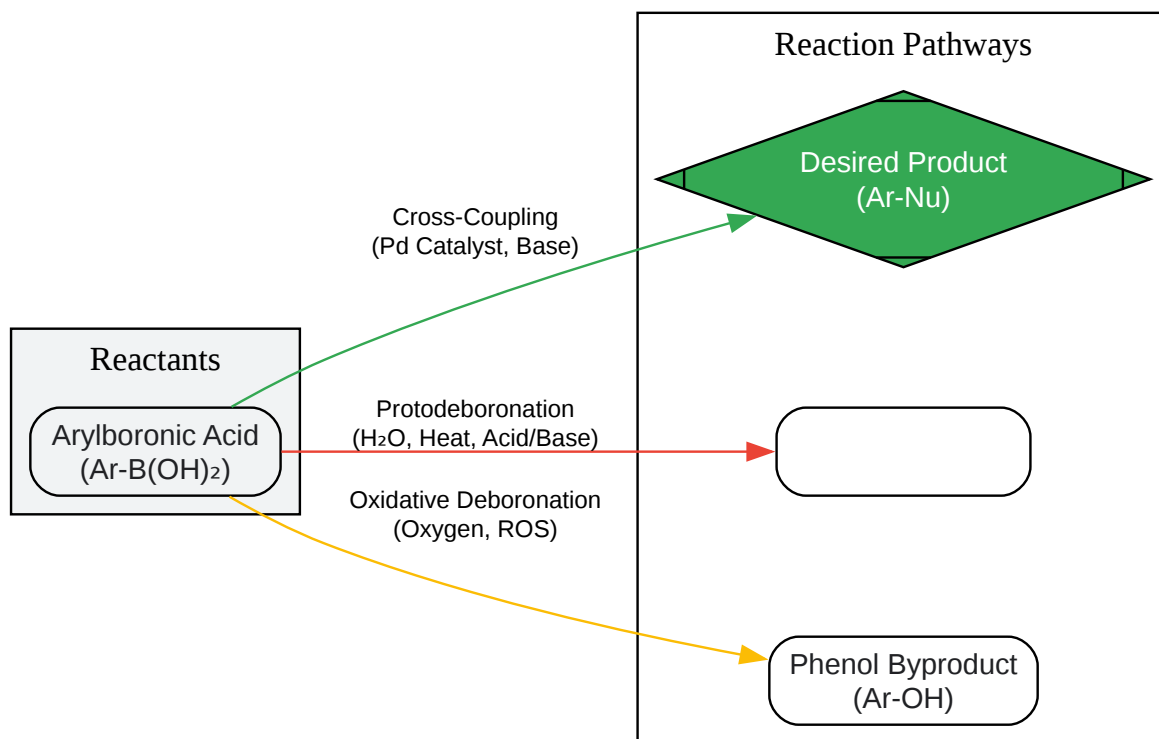 Reaction Pathways
Desired Product
(Ar-Nu)
Cross-Coupling
(Pd Catalyst, Base)
Reactants
Arylboronic Acid
(Ar-B(OH)₂)
Protodeboronation
(H₂O, Heat, Acid/Base)
Oxidative Deboronation
(Oxygen, ROS)
Phenol Byproduct
(Ar-OH)